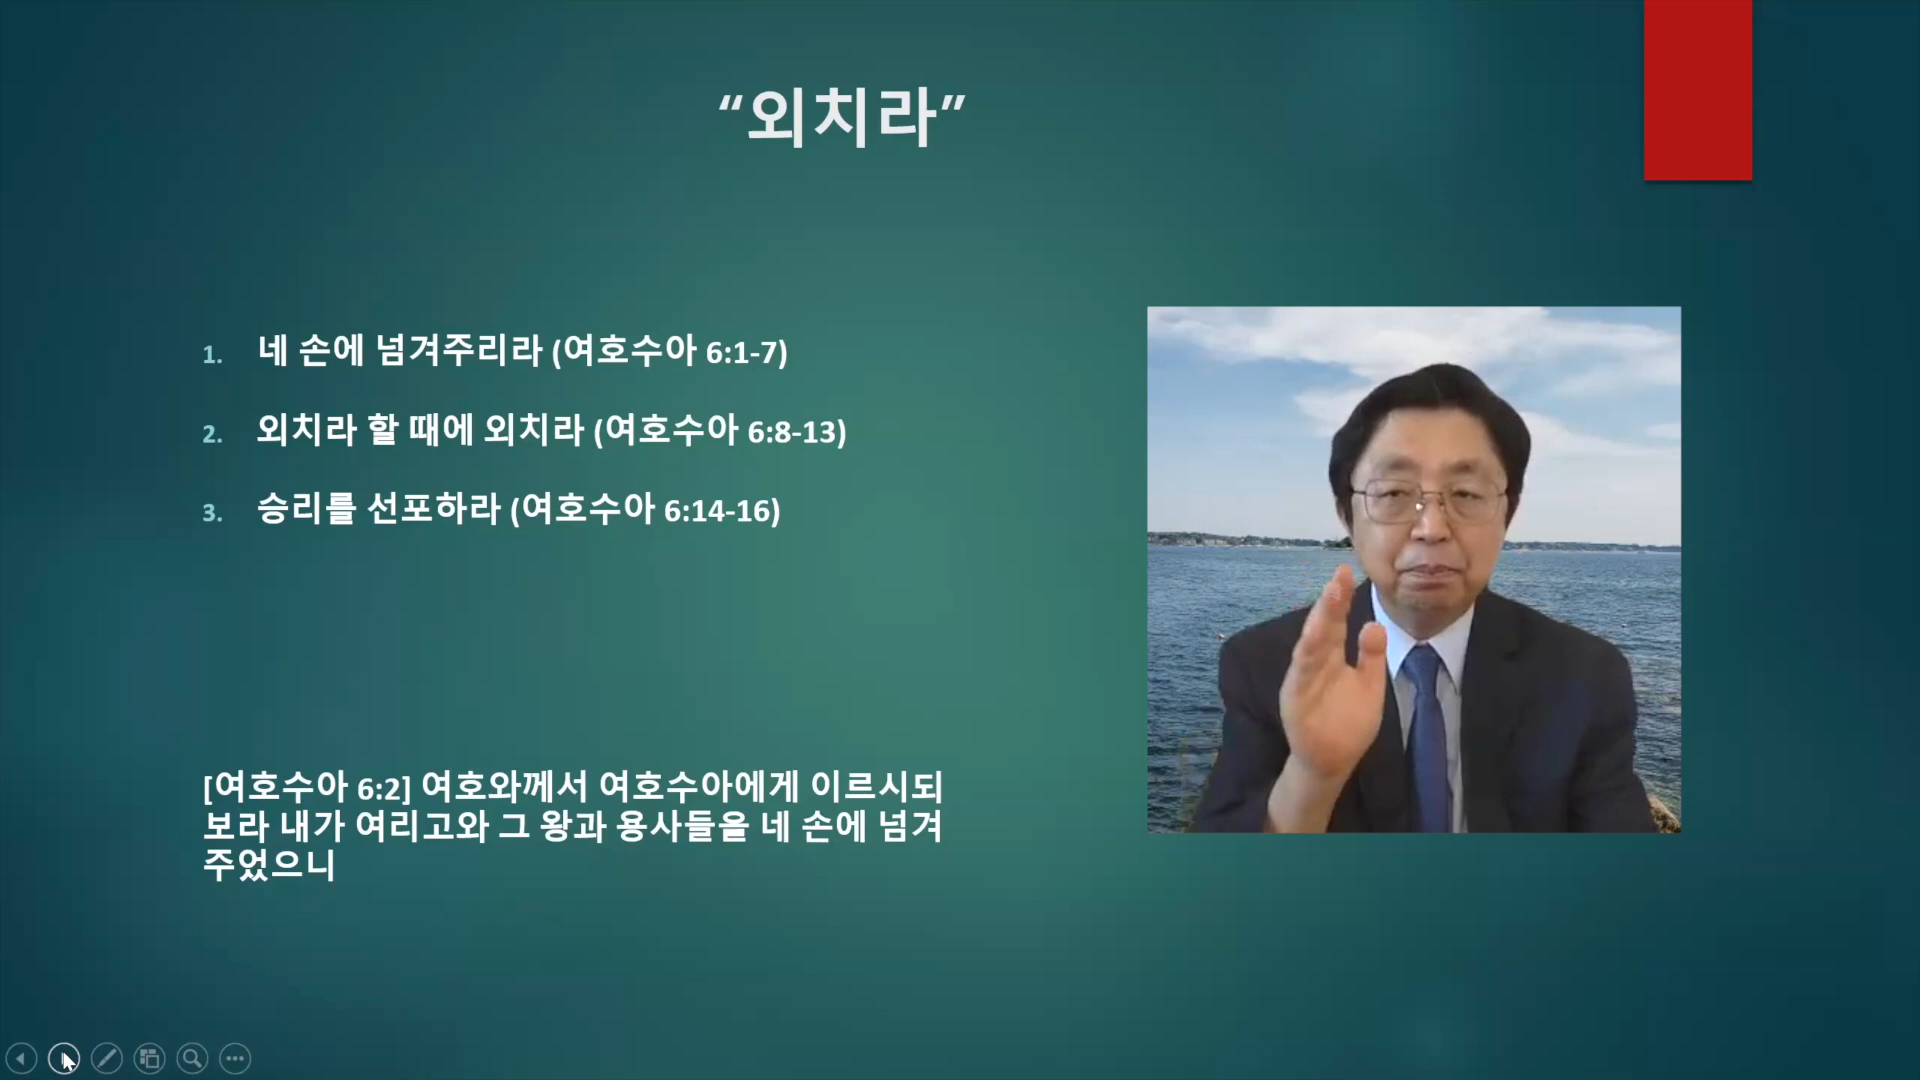 “외치라”
1. 네 손에 넘겨주리라 (여호수아 6:1-7)
2. 외치라 할 때에 외치라 (여호수아 6:8-13)
3. 승리를 선포하라 (여호수아 6:14-16)
[여호수아 6:2] 여호와께서 여호수아에게 이르시되
보라 내가 여리고와 그 왕과 용사들을 네 손에 넘겨
주었으니